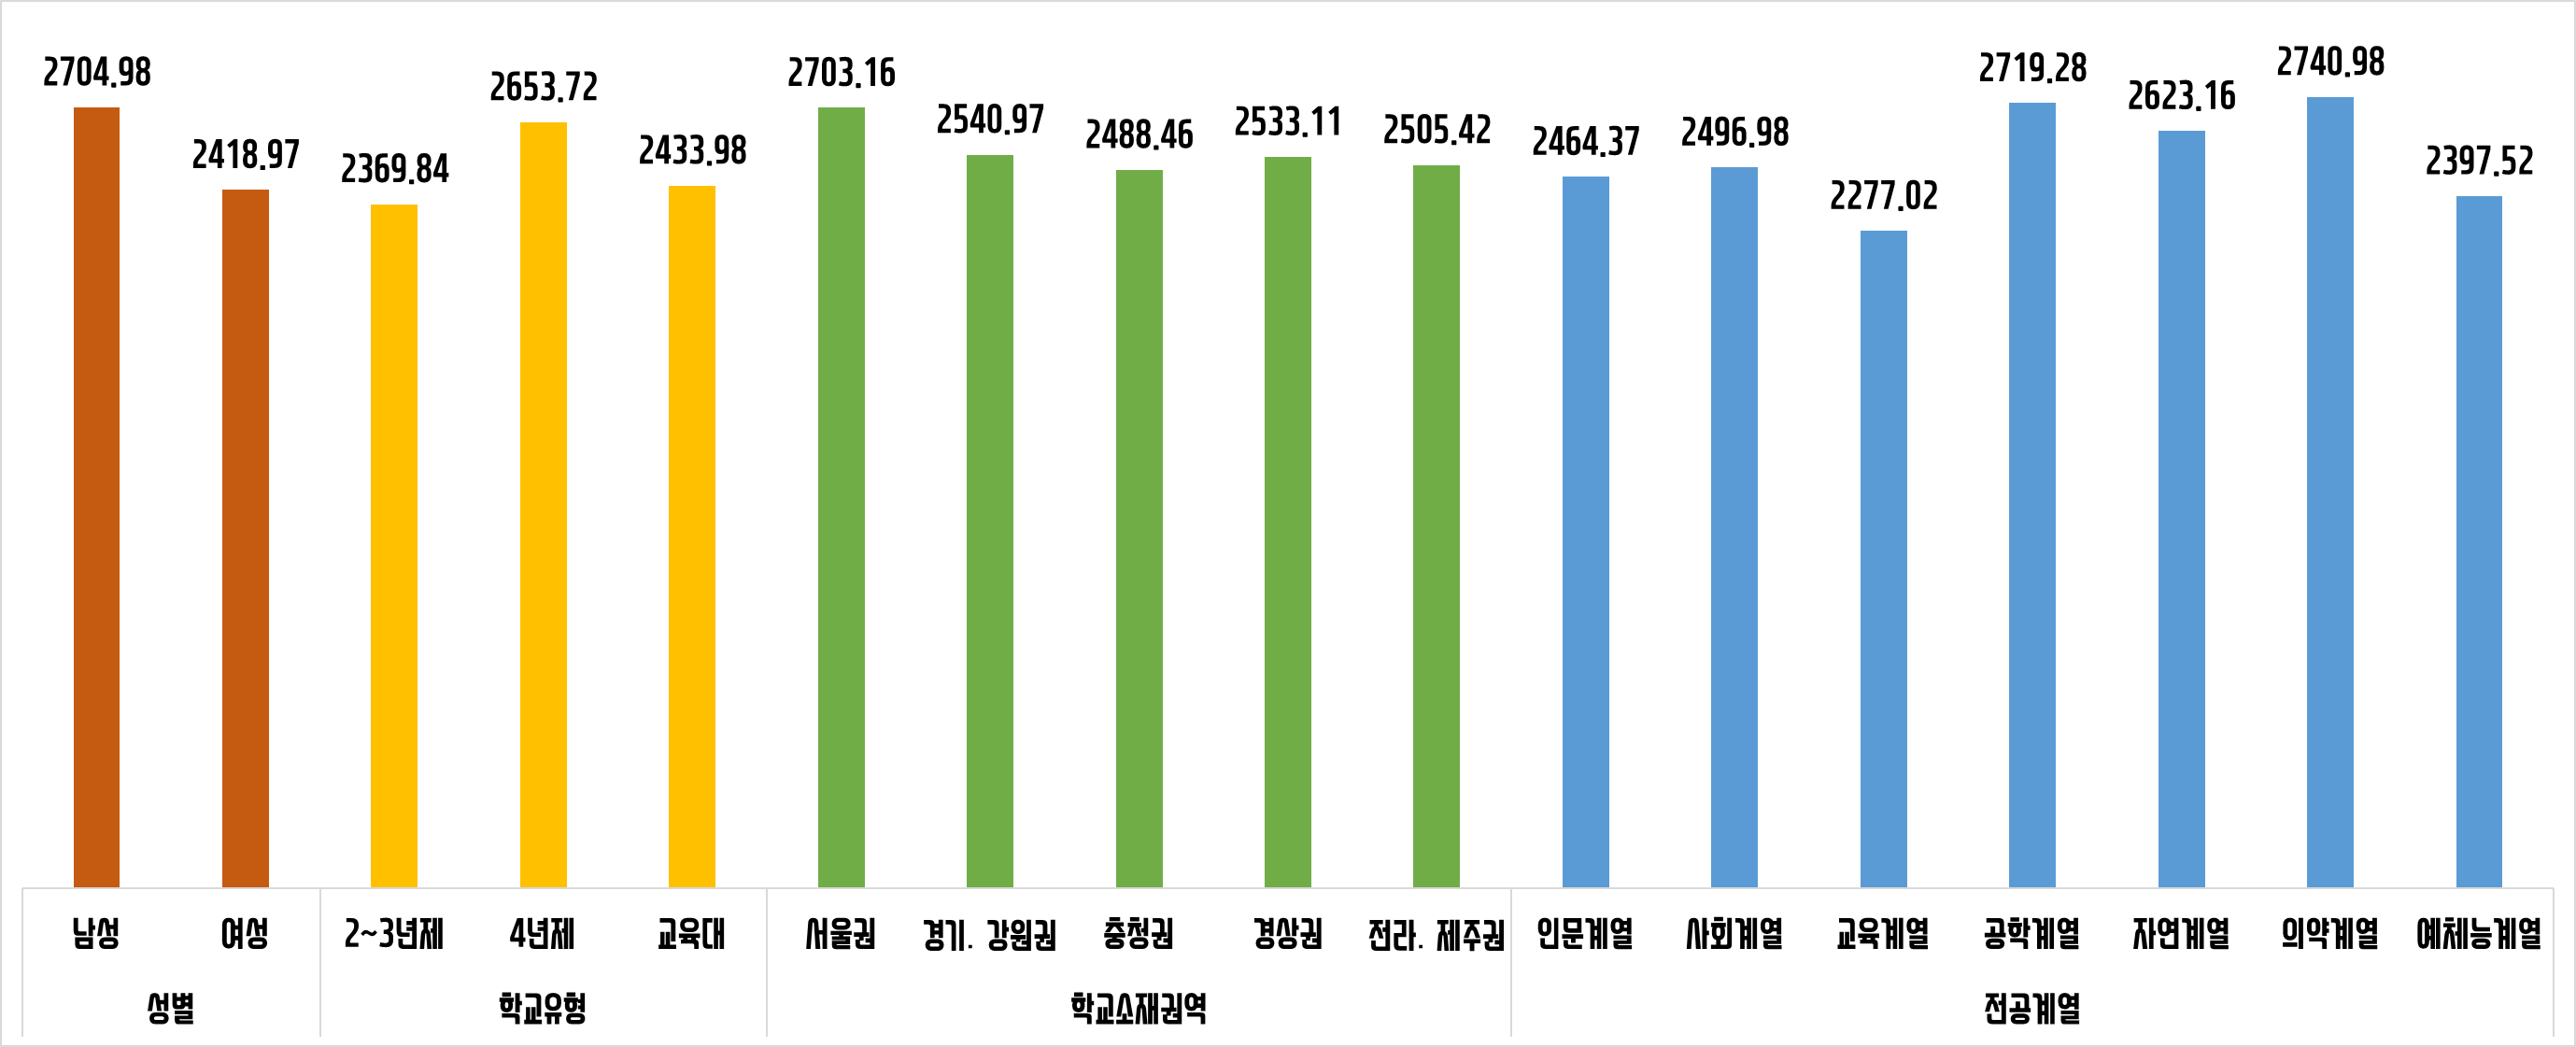 2704.98
2418.97
2369.84
2653.72
2433.98
2703.16
2540.97
2488.46
2533.11
2505.42
2464.37
2496.98
2277.02
2719.28
2623.16
2740.98
2397.52
남성
여성
2~3년제
4년제
교육대
서울권
경기. 강원권
충청권
경상권
전라. 제주권
인문계열
사회계열
교육계열
공학계열
자연계열
의약계열
예체능계열
성별
학교유형
학교소재권역
전공계열